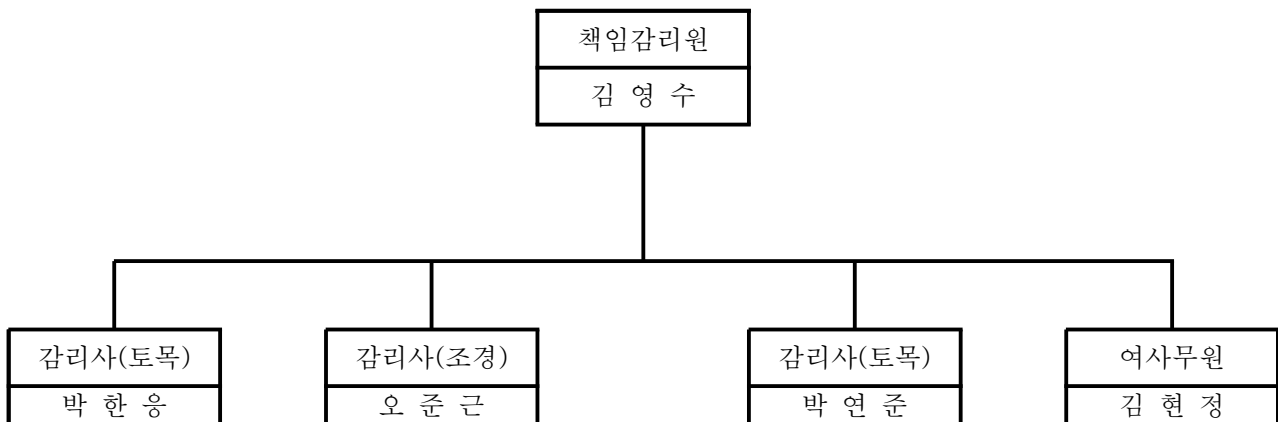 책임감리원
김 영 수
감리사(토목)
박 한 응
감리사(조경)
오 준 근
감리사(토목)
박 연 준
여사무원
김 현 정